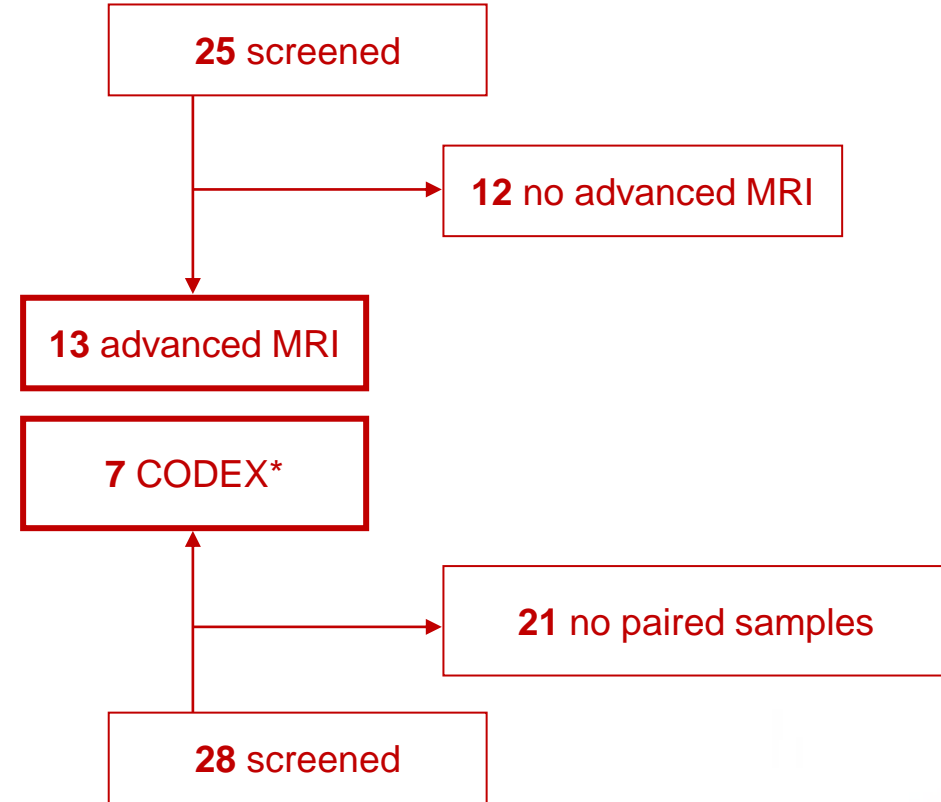 25 screened
12 no advanced MRI
13 advanced MRI
7 CODEX*
21 no paired samples
28 screened